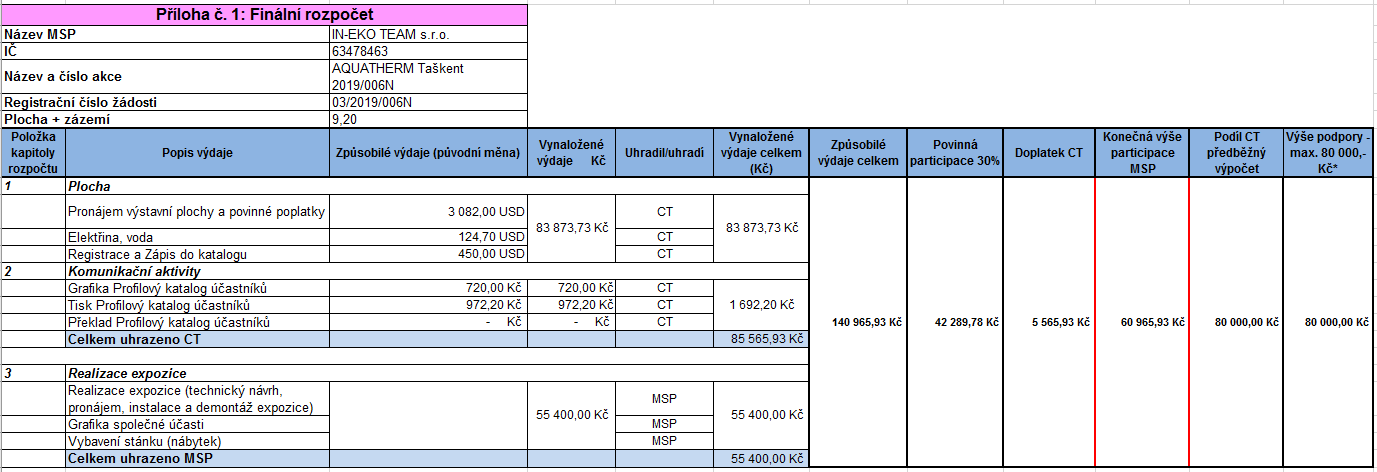 Příloha č. 1: Finální rozpočet
Název MSP IN-EKO TEAM s.r.o.
IČ 63478463
Název a číslo akce AQUATHERM Taškent
2019/006N
Registrační číslo žádosti 03/2019/006N
Plocha + zázemí 9,20
Položka kapitoly rozpočtu Popis výdaje Způsobilé výdaje (původní měna) Vynaložené výdaje Kč Uhradil/uhradí Vynaložené výdaje celkem (Kč) Způsobilé výdaje celkem Povinná participace 30% Doplatek CT Konečná výše participace MSP Podíl CT předběžný výpočet Výše podpory - max. 80 000,- Kč*
1 Plocha
Pronájem výstavní plochy a povinné poplatky 3 082,00 USD 83 873,73 Kč CT 83 873,73 Kč
Elektřina, voda 124,70 USD CT
Registrace a Zápis do katalogu 450,00 USD CT
2 Komunikační aktivity
Grafika Profilový katalog účastníků 720,00 Kč 720,00 Kč CT
Tisk Profilový katalog účastníků 972,20 Kč 972,20 Kč CT 1 692,20 Kč
Překlad Profilový katalog účastníků - Kč - Kč CT
140 965,93 Kč 42 289,78 Kč 5 565,93 Kč 60 965,93 Kč 80 000,00 Kč 80 000,00 Kč
Celkem uhrazeno CT 85 565,93 Kč
3 Realizace expozice
Realizace expozice (technický návrh,
pronájem, instalace a demontáž expozice) 55 400,00 Kč MSP 55 400,00 Kč
Grafika společné účasti MSP
Vybavení stánku (nábytek) MSP
Celkem uhrazeno MSP 55 400,00 Kč